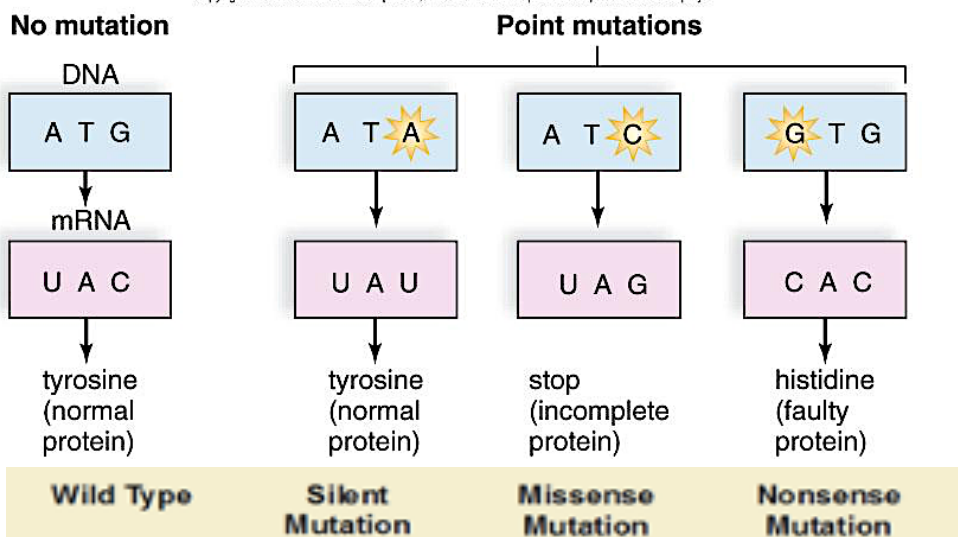 No mutation
Point mutations
DNA
A T G
A T A
A T C
G T G
mRNA
U A C
U A U
U A G
C A C
tyrosine
(normal
protein)
tyrosine
(normal
protein)
stop
(incomplete
protein)
histidine
(faulty
protein)
Wild Type
Silent
Mutation
Missense
Mutation
Nonsense
Mutation